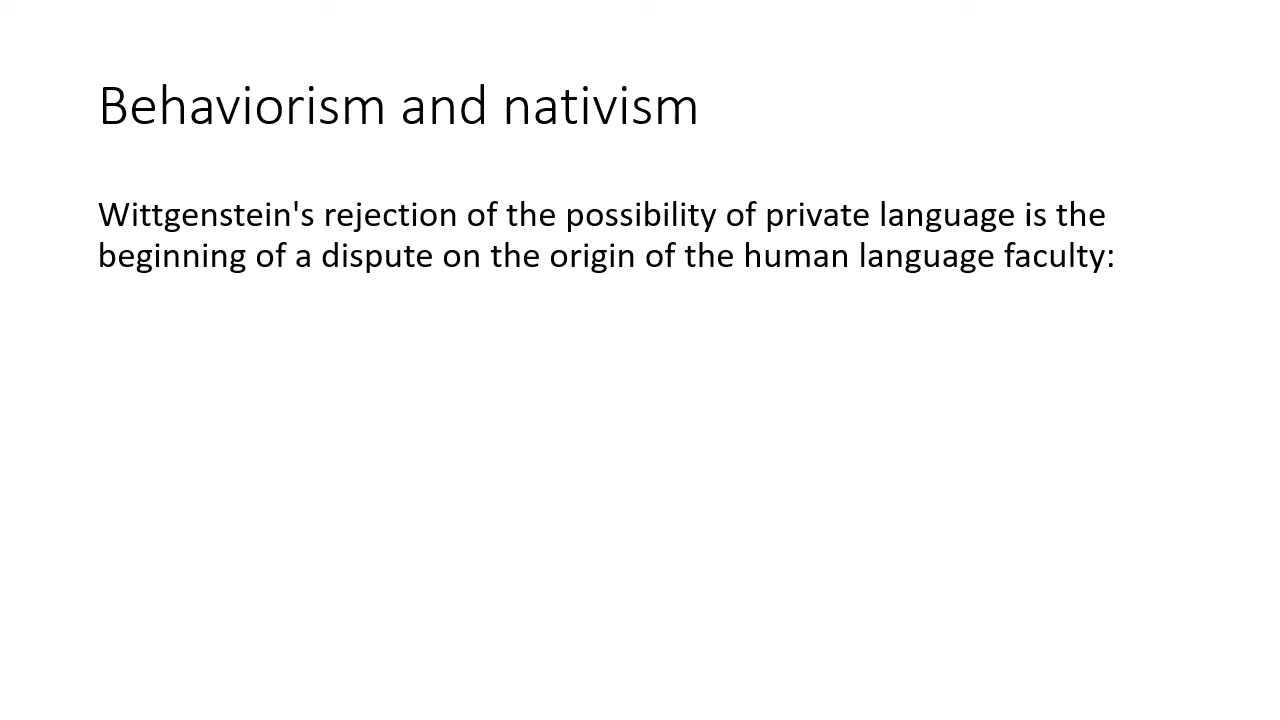 Behaviorism and nativism
Wittgenstein's rejection of the possibility of private language is the
beginning of a dispute on the origin of the human language faculty: